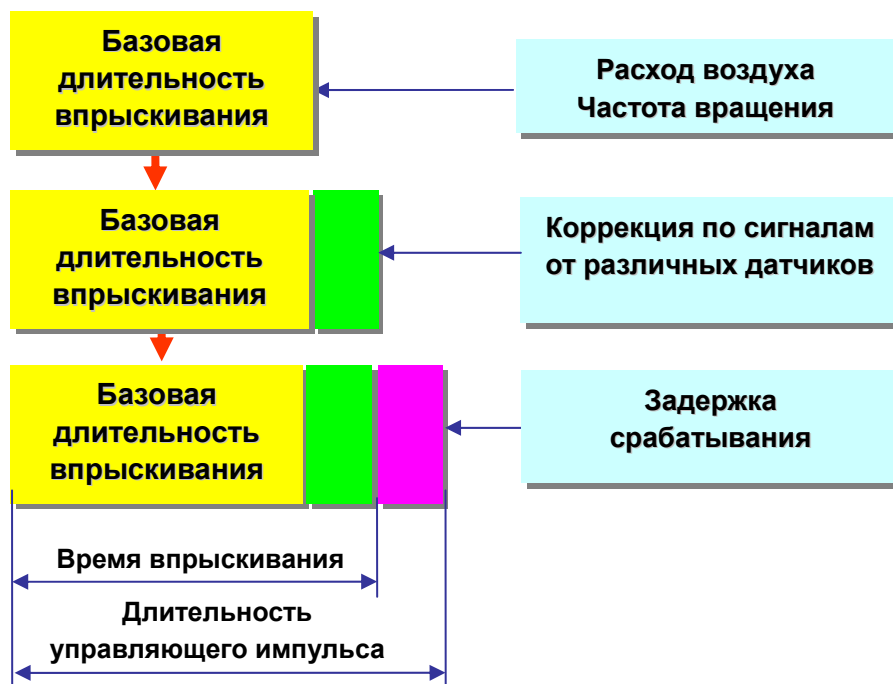 Базовая
длительность
впрыскивания
Расход воздуха
Частота вращения
Базовая
длительность
впрыскивания
Коррекция по сигналам
от различных датчиков
Базовая
длительность
впрыскивания
Задержка
срабатывания
Время впрыскивания
Длительность
управляющего импульса